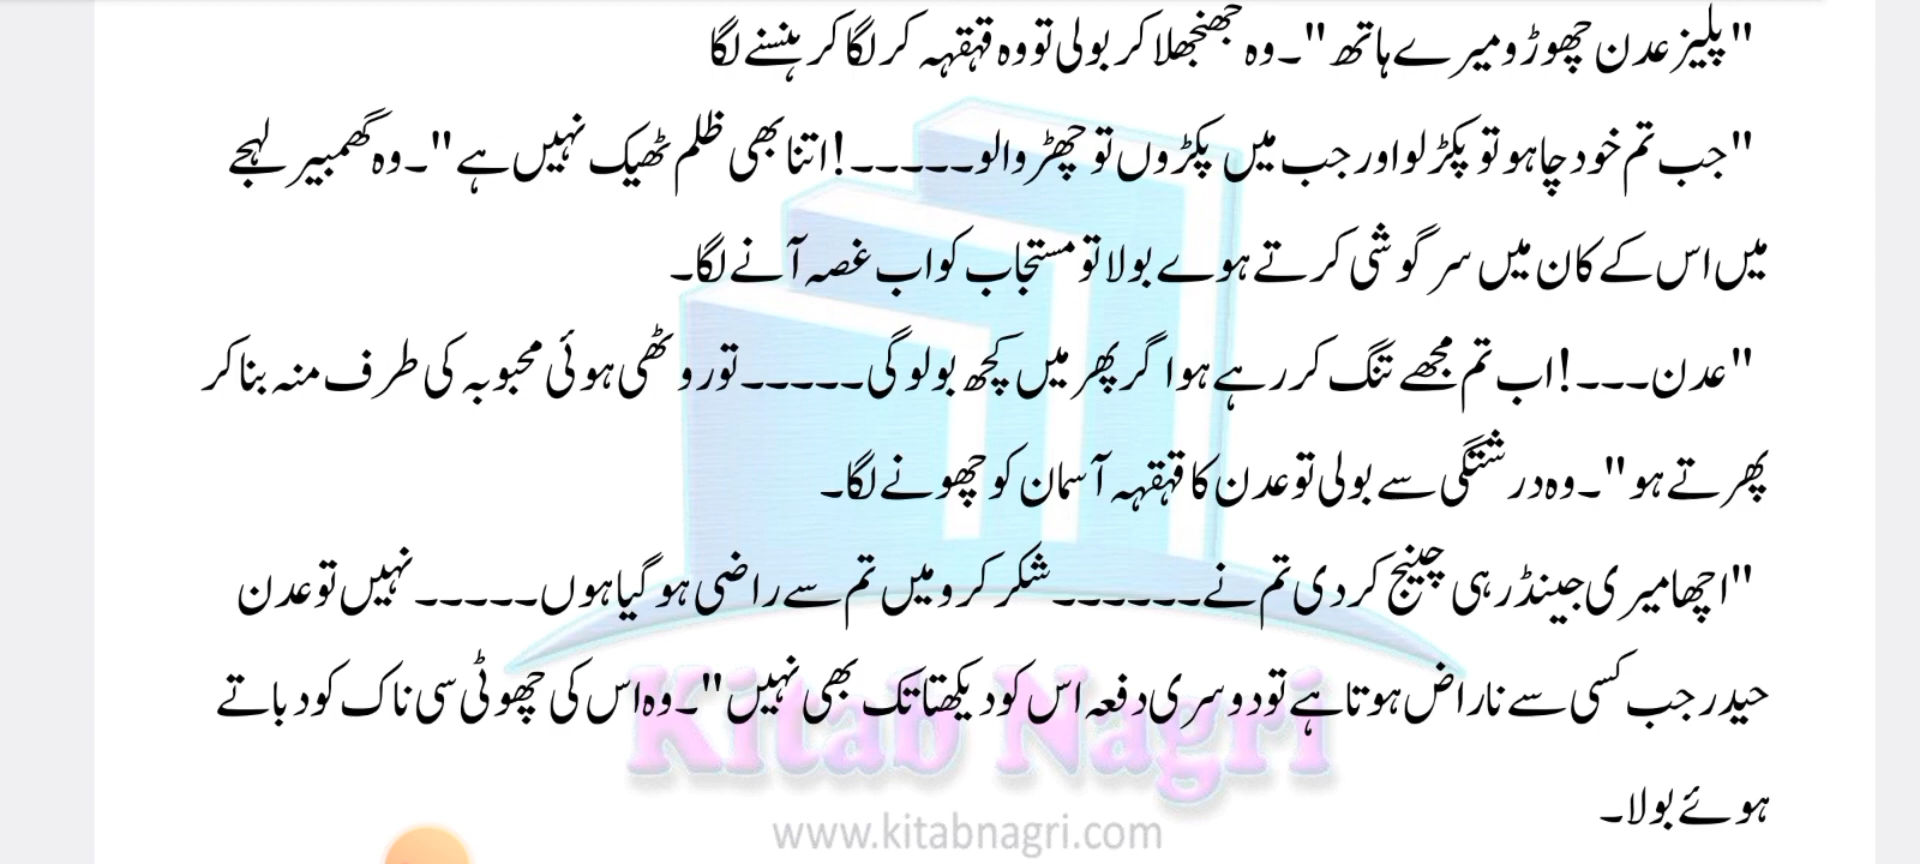 "پلیز عدن چھوڑو میرے ہاتھ"۔وہ جھنجھلا کر بولی تو وہ قہقہہ کر لگا کر ہنسنے لگا
"جب تم خود چاہو تو پکڑ لو اور جب میں پکڑوں تو چھڑوالو۔۔۔۔۔۔!اتنا بھی ظلم ٹھیک نہیں ہے"۔وہ گھمبیر لہجے
میں اس کے کان میں سر گوشی کرتے ہوے بولا تو مستجاب کو اب غصہ آنے لگا۔
"عدن۔۔۔!اب تم مجھے تنگ کر رہے ہو اگر پھر میں کچھ بولو گی۔۔۔۔۔تو روٹھی ہوئی محبوبہ کی طرف منہ بنا کر
پھرتے ہو"۔وہ درشتگی سے بولی تو عدن کا قہقہہ آسمان کو چھونے لگا۔
"اچھا میری جینڈر ہی چینج کر دی تم نے۔۔۔۔۔۔شکر کرو میں تم سے راضی ہو گیا ہوں۔۔۔۔۔نہیں تو عدن
حیدر جب کسی سے ناراض ہوتا ہے تو دوسری دفعہ اس کو دیکھتا تک بھی نہیں"۔وہ اس کی چھوٹی سی ناک کو دباتے
ہوئے بولا۔
Kitab Nagri
www.kitabnagri.com